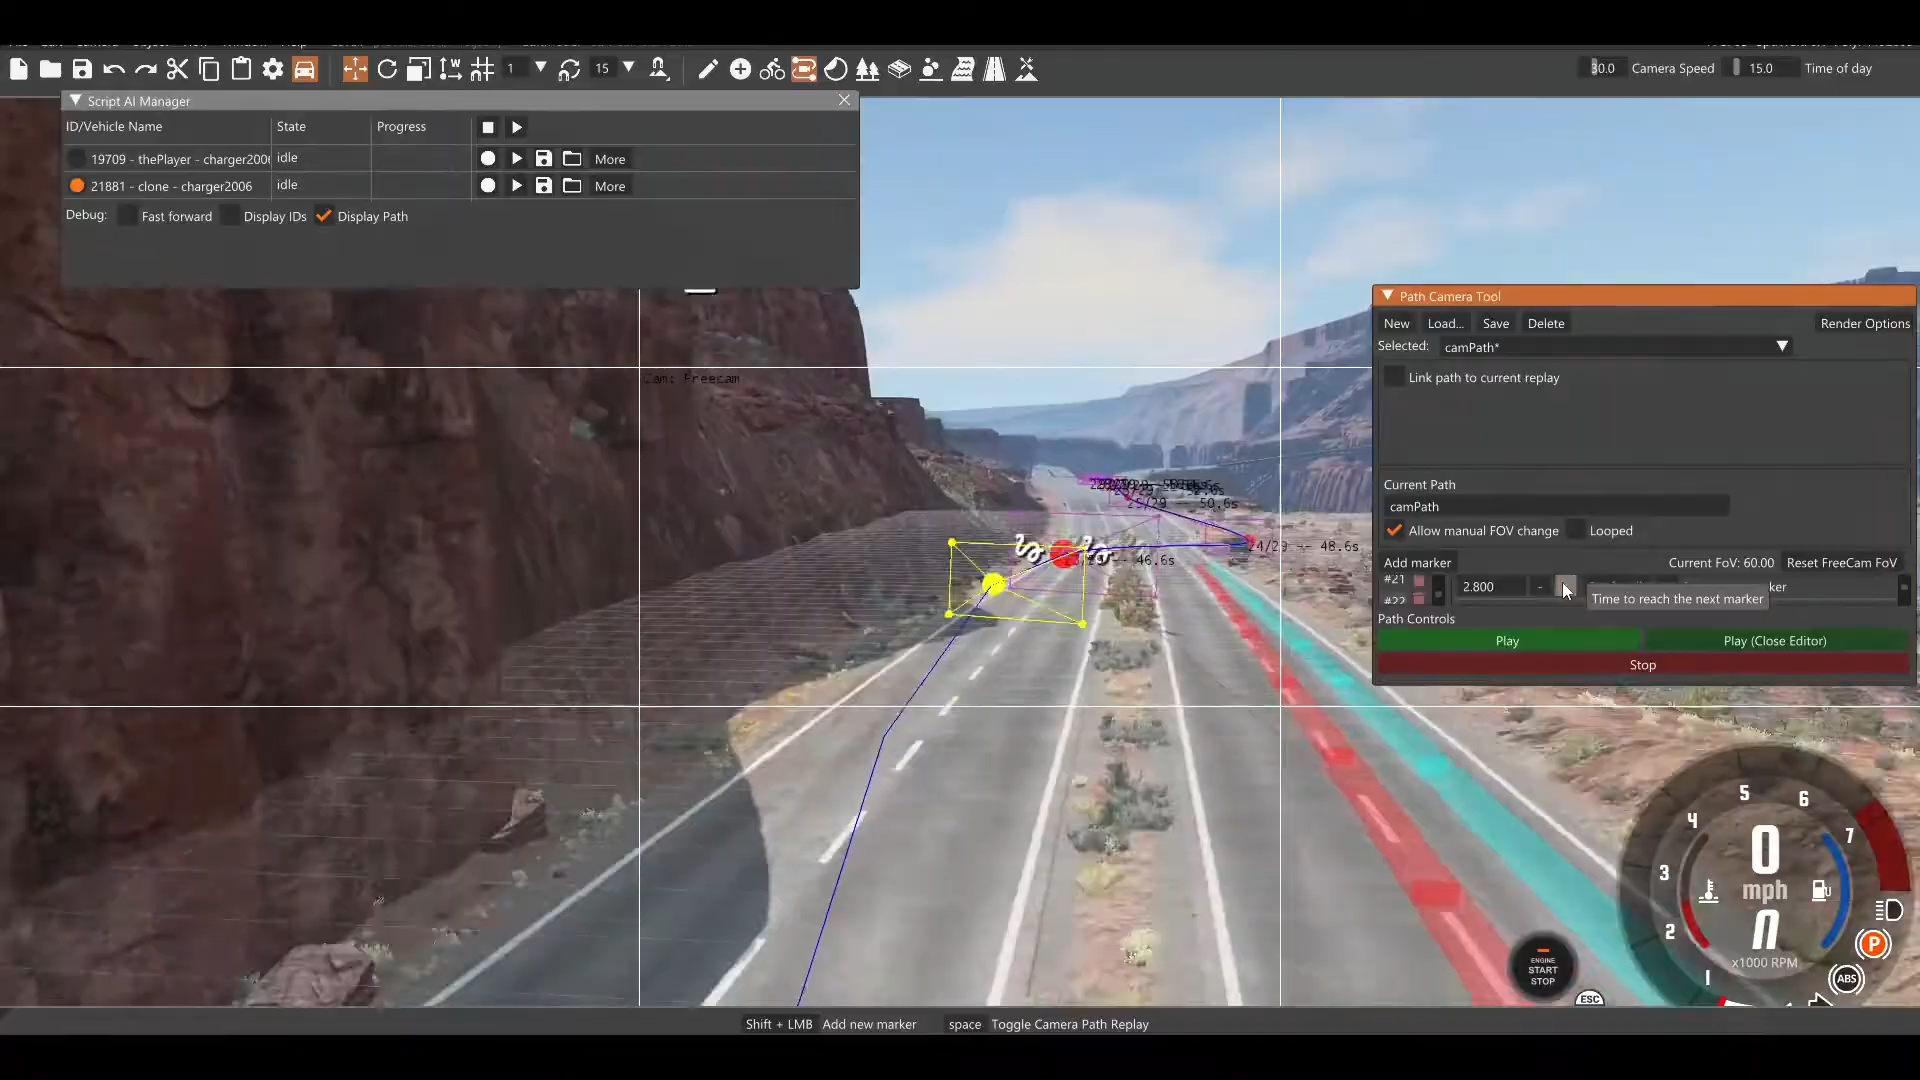 1 15
30.0 Camera Speed 15.0 Time of day
Script AI Manager
ID/Vehicle Name State Progress
19709 - thePlayer - charger200 idle More
21881 - clone - charger2006 idle More
Debug: Fast forward Display IDs Display Path
Cam: Freecam
25/29 -- 50.6s
24/29 -- 48.6s
46.6s
Path Camera Tool
New Load... Save Delete Render Options
Selected: camPath*
Link path to current replay
Current Path
camPath
Allow manual FOV change Looped
Add marker Current FoV: 60.00 Reset FreeCam FoV
#21 2.800 - ker
#22
Time to reach the next marker
Path Controls
Play Play (Close Editor)
Stop
1
2
3
4
5
6
7
0
mph
n
x1000 RPM
ENGINE
START
STOP
ESC
P
ABS
Shift + LMB Add new marker space Toggle Camera Path Replay